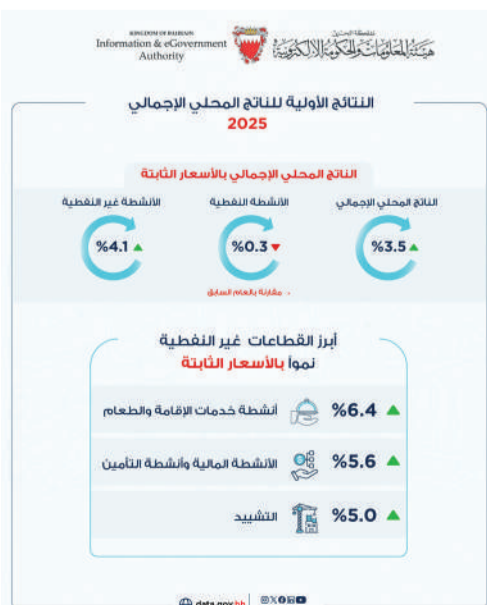 KINGDOM OF BAHRAIN
Information & eGovernment
Authority
مملكة البحرين
هيئة المعلومات والحكومة الإلكترونية
النتائج الأولية للناتج المحلي الإجمالي
2025
الناتج المحلي الإجمالي بالأسعار الثابتة
الناتج المحلي الإجمالي
الأنشطة النفطية
الأنشطة غير النفطية
%3.5
%0.3
%4.1
- مقارنة بالعام السابق
أبرز القطاعات غير النفطية
نمواً بالأسعار الثابتة
%6.4 أنشطة خدمات الإقامة والطعام
%5.6 الأنشطة المالية وأنشطة التأمين
%5.0 التشييد
data.gov.bh